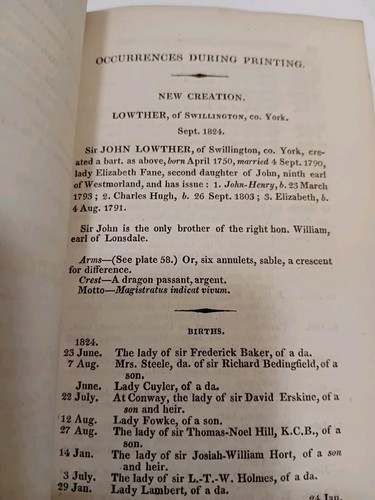 OCCURRENCES DURING PRINTING.
NEW CREATION.
LOWTHER, of SWILLINGTON, co. YORK.
Sept. 1824.
Sir JOHN LOWTHER, of Swillington, co. York, cre-
ated a bart. as above, born April 1750, married 4 Sept. 1790,
lady Elizabeth Fane, second daughter of John, ninth earl
of Westmorland, and has issue: 1. John-Henry, b. 23 March
1793; 2. Charles Hugh, b. 26 Sept. 1803; 3. Elizabeth, b.
4 Aug. 1791.
Sir John is the only brother of the right hon. William,
earl of Lonsdale.
Arms—(See plate 58.) Or, six annulets, sable, a crescent
for difference.
Crest—A dragon passant, argent.
Motto—Magistratus indicat vivum.
BIRTHS.
1824.
23 June. The lady of sir Frederick Baker, of a da.
7 Aug. Mrs. Steele, da. of sir Richard Bedingfield, of a
son.
June. Lady Cuyler, of a da.
22 July. At Conway, the lady of sir David Erskine, of a
son and heir.
12 Aug. Lady Fowke, of a son.
27 Aug. The lady of sir Thomas-Noel Hill, K.C.B., of a
son.
14 Jan. The lady of sir Josiah-William Hort, of a son
and heir.
3 July. The lady of sir L.-T.-W. Holmes, of a da.
29 Jan. Lady Lambert, of a da.
24 Jan.